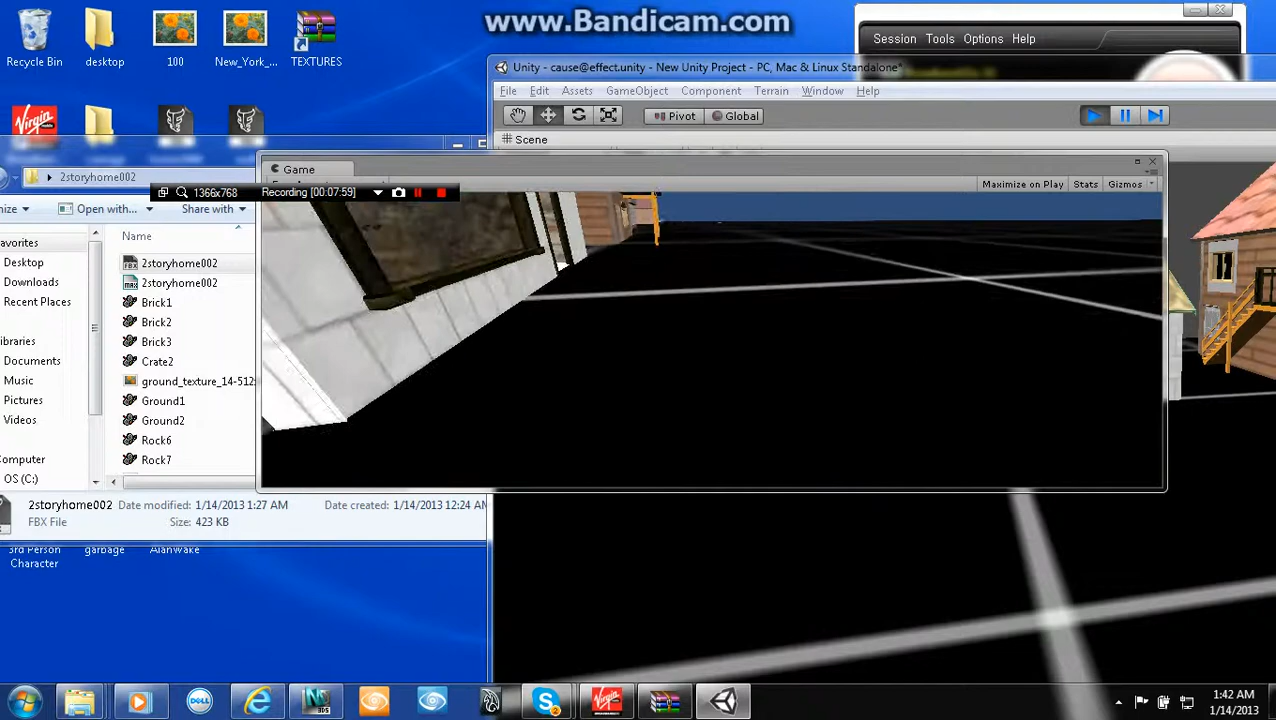 www.Bandicam.com
Recycle Bin
desktop
100
New_York_...
TEXTURES
Session Tools Options Help
Unity - cause@effect.unity - New Unity Project - PC, Mac & Linux Standalone*
File Edit Assets GameObject Component Terrain Window Help
Pivot Global
Scene
Game
2storyhome002
1366x768 Recording [00:07:59]
Maximize on Play Stats Gizmos
Open with... Share with
Name
avorites
Desktop
Downloads
Recent Places
ibraries
Documents
Music
Pictures
Videos
omputer
OS (C:)
2storyhome002
2storyhome002
Brick1
Brick2
Brick3
Crate2
ground_texture_14-512
Ground1
Ground2
Rock6
Rock7
2storyhome002 Date modified: 1/14/2013 1:27 AM Date created: 1/14/2013 12:24 AM
FBX File Size: 423 KB
3rd Person
Character
garbage
AlanWake
1:42 AM
1/14/2013